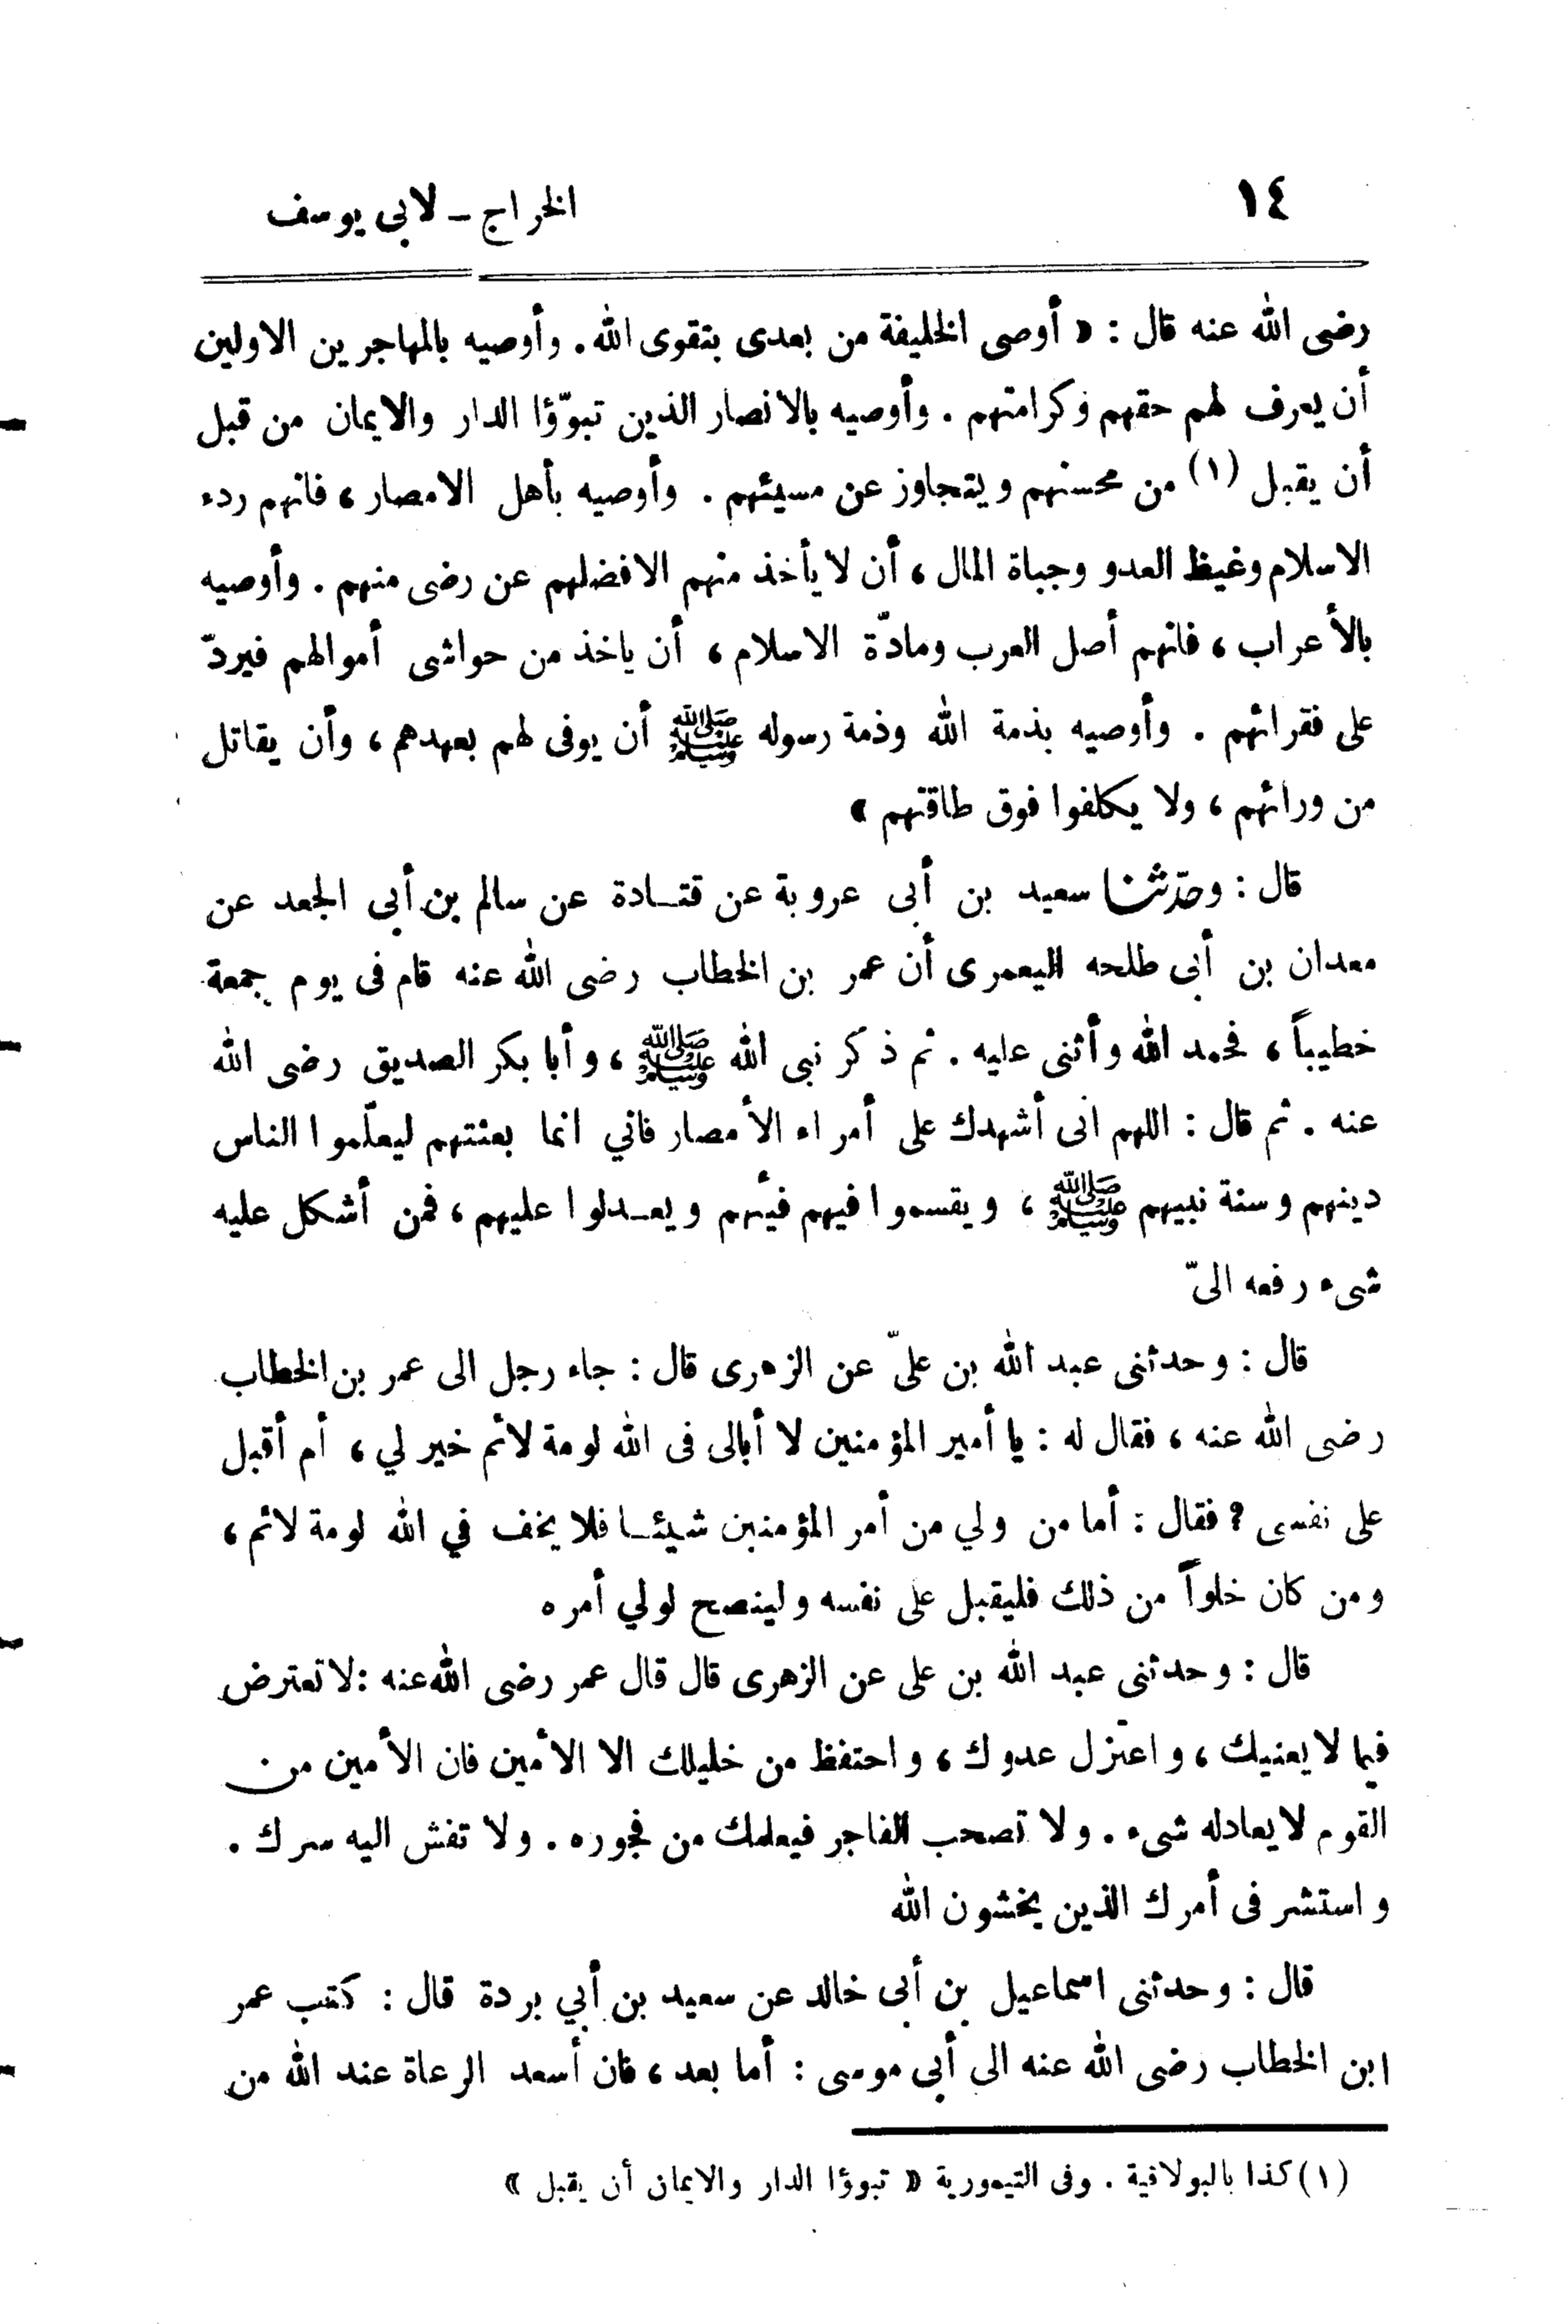 ١٤
الخراج – لابي يوسف
رضى الله عنه قال : « أوصى الخليفة من بعدى بتقوى الله . وأوصيه بالمهاجرين الاولين
أن يعرف لهم حقهم وكرامتهم . وأوصيه بالانصار الذين تبوّؤا الدار والايمان من قبل
أن يقبل (١) من محسنهم ويتجاوز عن مسيئهم . وأوصيه بأهل الامصار ، فانهم ردء
الاسلام وغيظ العدو وجباة المال ، أن لا يأخذ منهم الا فضلهم عن رضى منهم . وأوصيه
بالأعراب ، فانهم أصل العرب ومادّة الاسلام ، أن ياخذ من حواشى أموالهم فيردّ
على فقرائهم . وأوصيه بذمة الله وذمة رسوله ﷺ أن يوفى لهم بعهدهم ، وأن يقاتل
من ورائهم ، ولا يكلفوا فوق طاقتهم »
قال : وحدّثنا سعيد بن أبى عروبة عن قتادة عن سالم بن أبى الجعد عن
معدان بن أبى طلحه اليعمرى أن عمر بن الخطاب رضى الله عنه قام فى يوم جمعة
خطيباً ، فحمد الله وأثنى عليه . ثم ذكر نبى الله ﷺ ، وأبا بكر الصديق رضى الله
عنه . ثم قال : اللهم انى أشهدك على أمراء الأمصار فاني انما بعثتهم ليعلّموا الناس
دينهم وسنة نبيهم ﷺ ، ويقسموا فيهم فيئهم ويعدلوا عليهم ، فمن أشكل عليه
شىء رفعه الىّ
قال : وحدثنى عبد الله بن علىّ عن الزهرى قال : جاء رجل الى عمر بن الخطاب
رضى الله عنه ، فقال له : يا أمير المؤمنين لا أبالى فى الله لومة لائم خير لي ، أم أقبل
على نفسى ؟ فقال : أما من ولي من أمر المؤمنين شيئا فلا يخف في الله لومة لائم ،
ومن كان خلواً من ذلك فليقبل على نفسه ولينصح لولي أمره
قال : وحدثنى عبد الله بن على عن الزهرى قال قال عمر رضى الله عنه : لا تعترض
فيما لا يعنيك ، واعتزل عدوك ، واحتفظ من خليلك الا الأمين فان الأمين من
القوم لا يعادله شىء . ولا تصحب الفاجر فيعلمك من فجوره . ولا تفش اليه سرك .
واستشر فى أمرك الذين يخشون الله
قال : وحدثنى اسماعيل بن أبى خالد عن سعيد بن أبي بردة قال : كتب عمر
ابن الخطاب رضى الله عنه الى أبي موسى : أما بعد ، فان أسعد الرعاة عند الله من
(١) كذا بالبولاقية . وفى التيمورية « تبوؤا الدار والايمان أن يقبل »